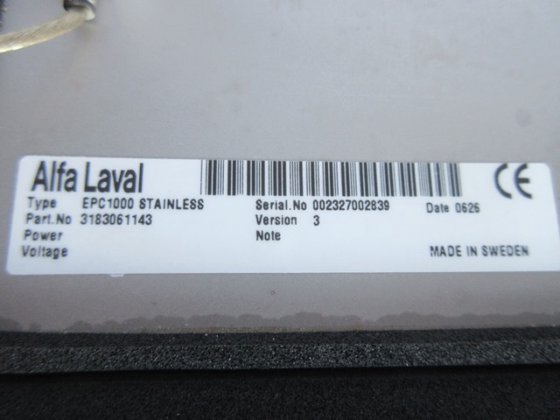 Alfa Laval CE
Type EPC1000 STAINLESS Serial.No 002327002839 Date 0626
Part.No 3183061143 Version 3
Power Note
Voltage MADE IN SWEDEN